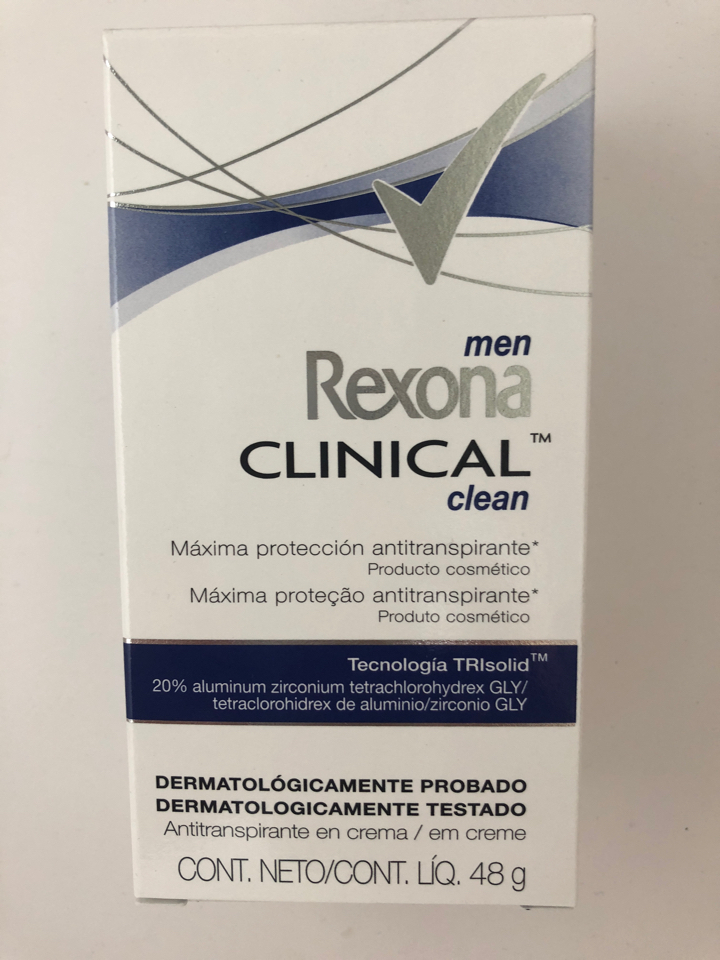 men
Rexona
CLINICAL™
clean
Máxima protección antitranspirante*
Producto cosmético
Máxima proteção antitranspirante*
Produto cosmético
Tecnología TRIsolid™
20% aluminum zirconium tetrachlorohydrex GLY/
tetraclorohidrex de aluminio/zirconio GLY
DERMATOLÓGICAMENTE PROBADO
DERMATOLOGICAMENTE TESTADO
Antitranspirante en crema / em creme
CONT. NETO/CONT. LÍQ. 48 g